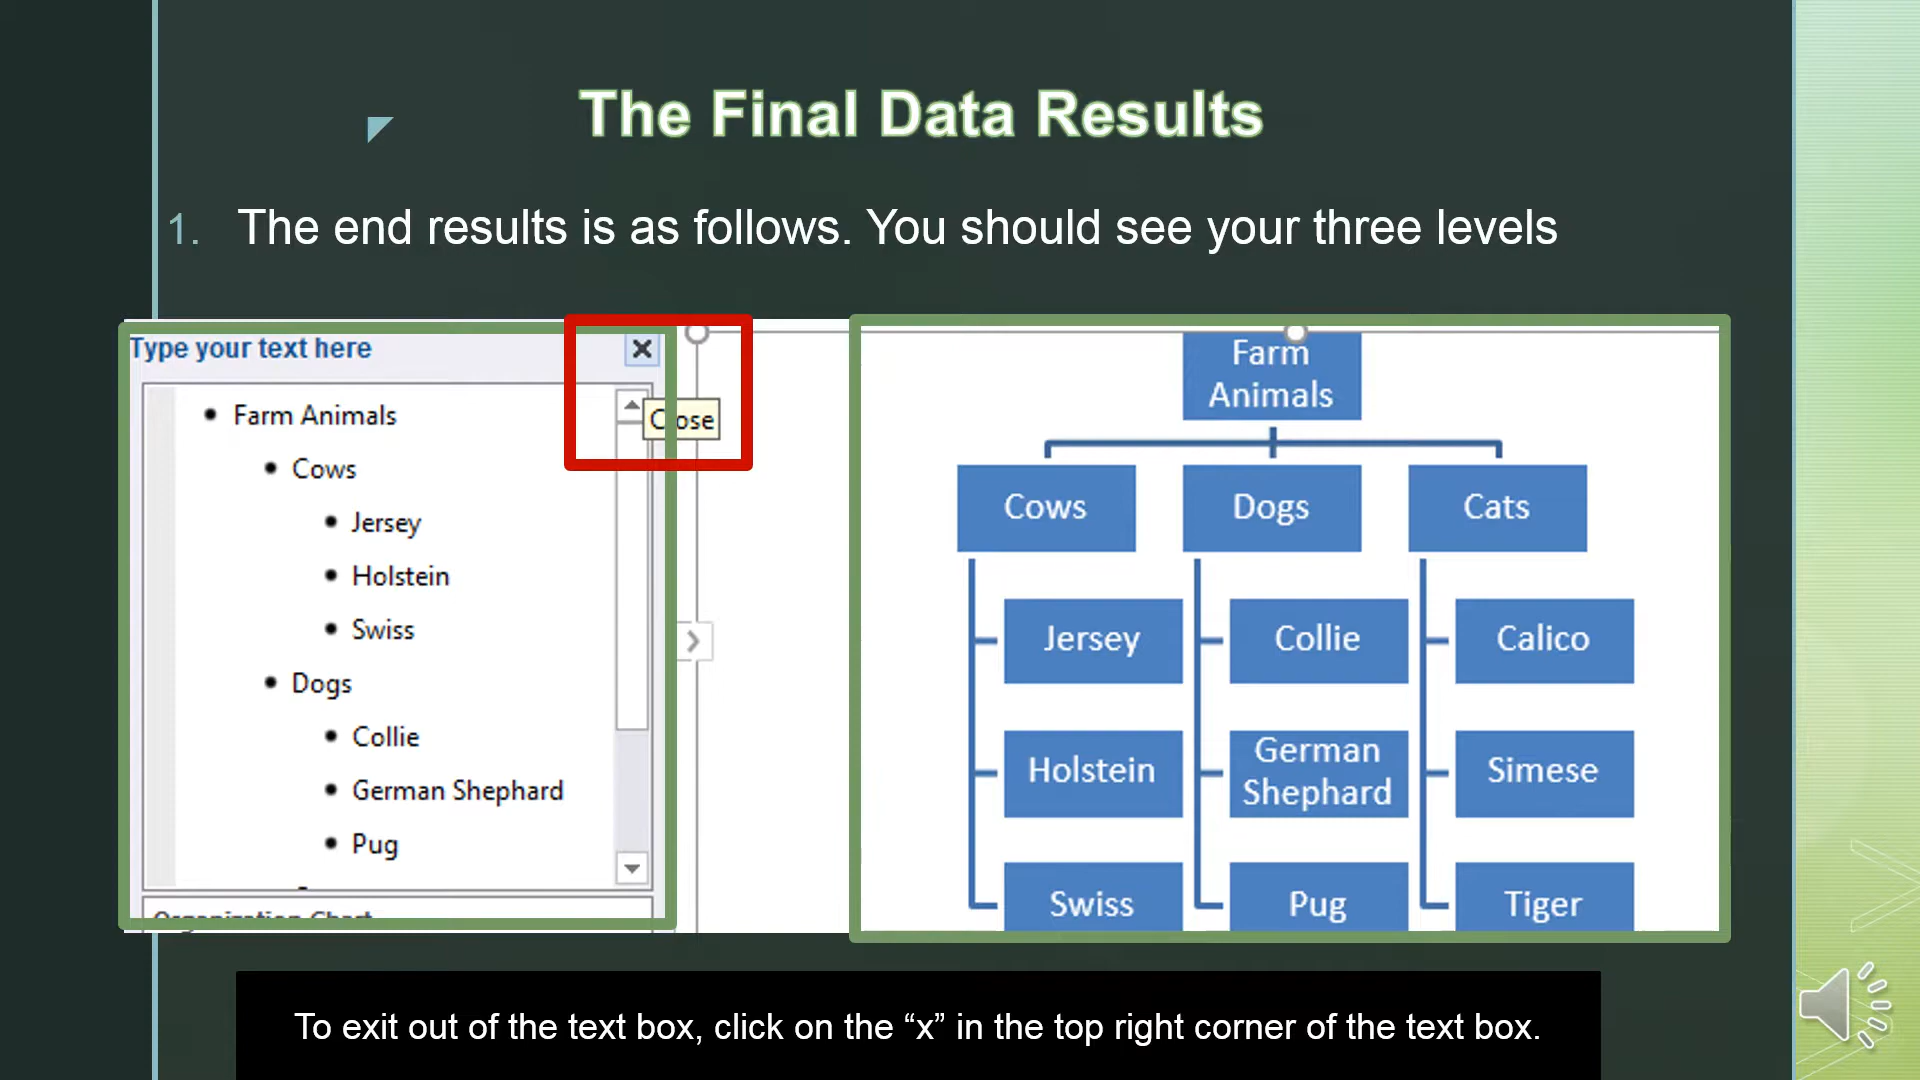 The Final Data Results
1. The end results is as follows. You should see your three levels
Type your text here
Close
• Farm Animals
• Cows
• Jersey
• Holstein
• Swiss
• Dogs
• Collie
• German Shephard
• Pug
Organization Chart
Farm
Animals
Cows Dogs Cats
Jersey Collie Calico
Holstein German Shephard Simese
Swiss Pug Tiger
To exit out of the text box, click on the “x” in the top right corner of the text box.